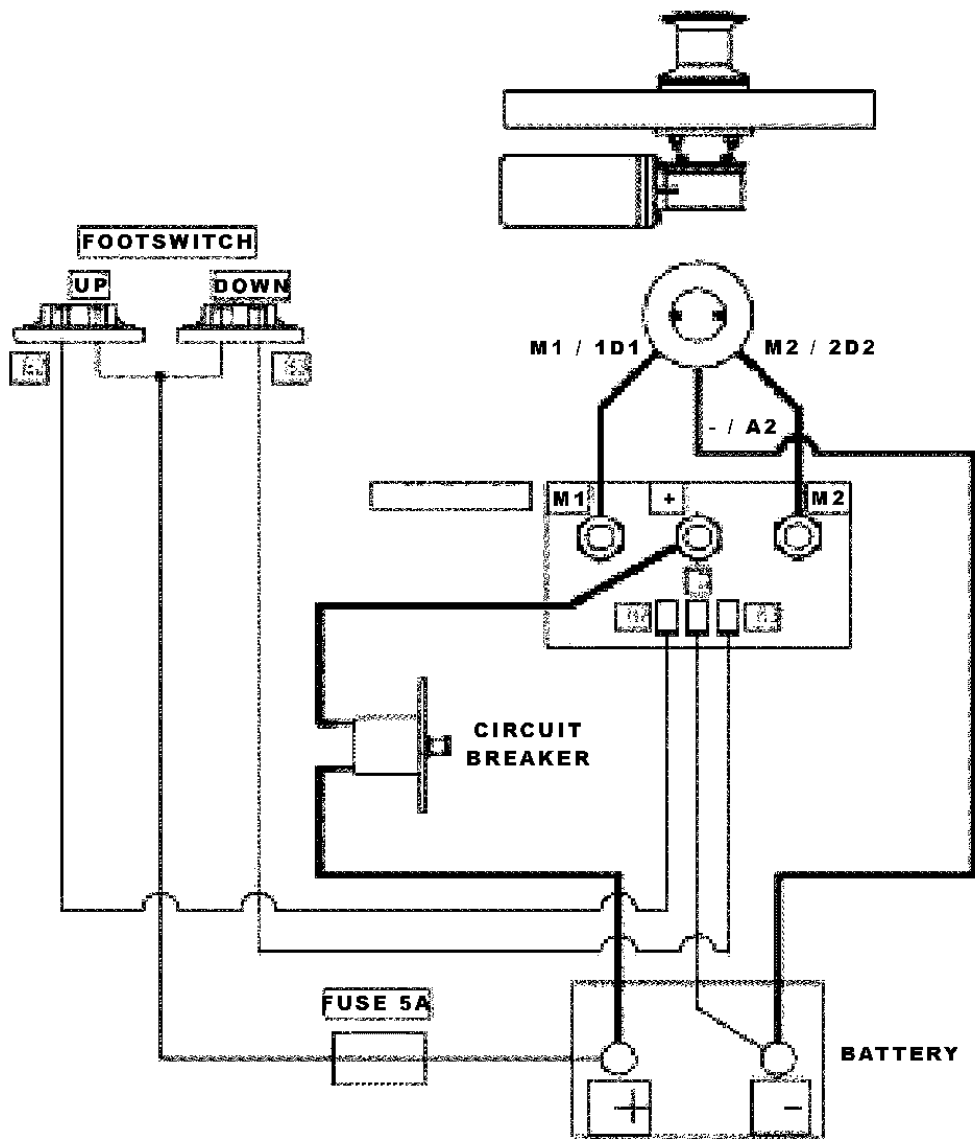 FOOTSWITCH
UP
DOWN
M1 / 1D1
M2 / 2D2
- / A2
M1
+
M2
CIRCUIT
BREAKER
FUSE 5A
BATTERY
+
-